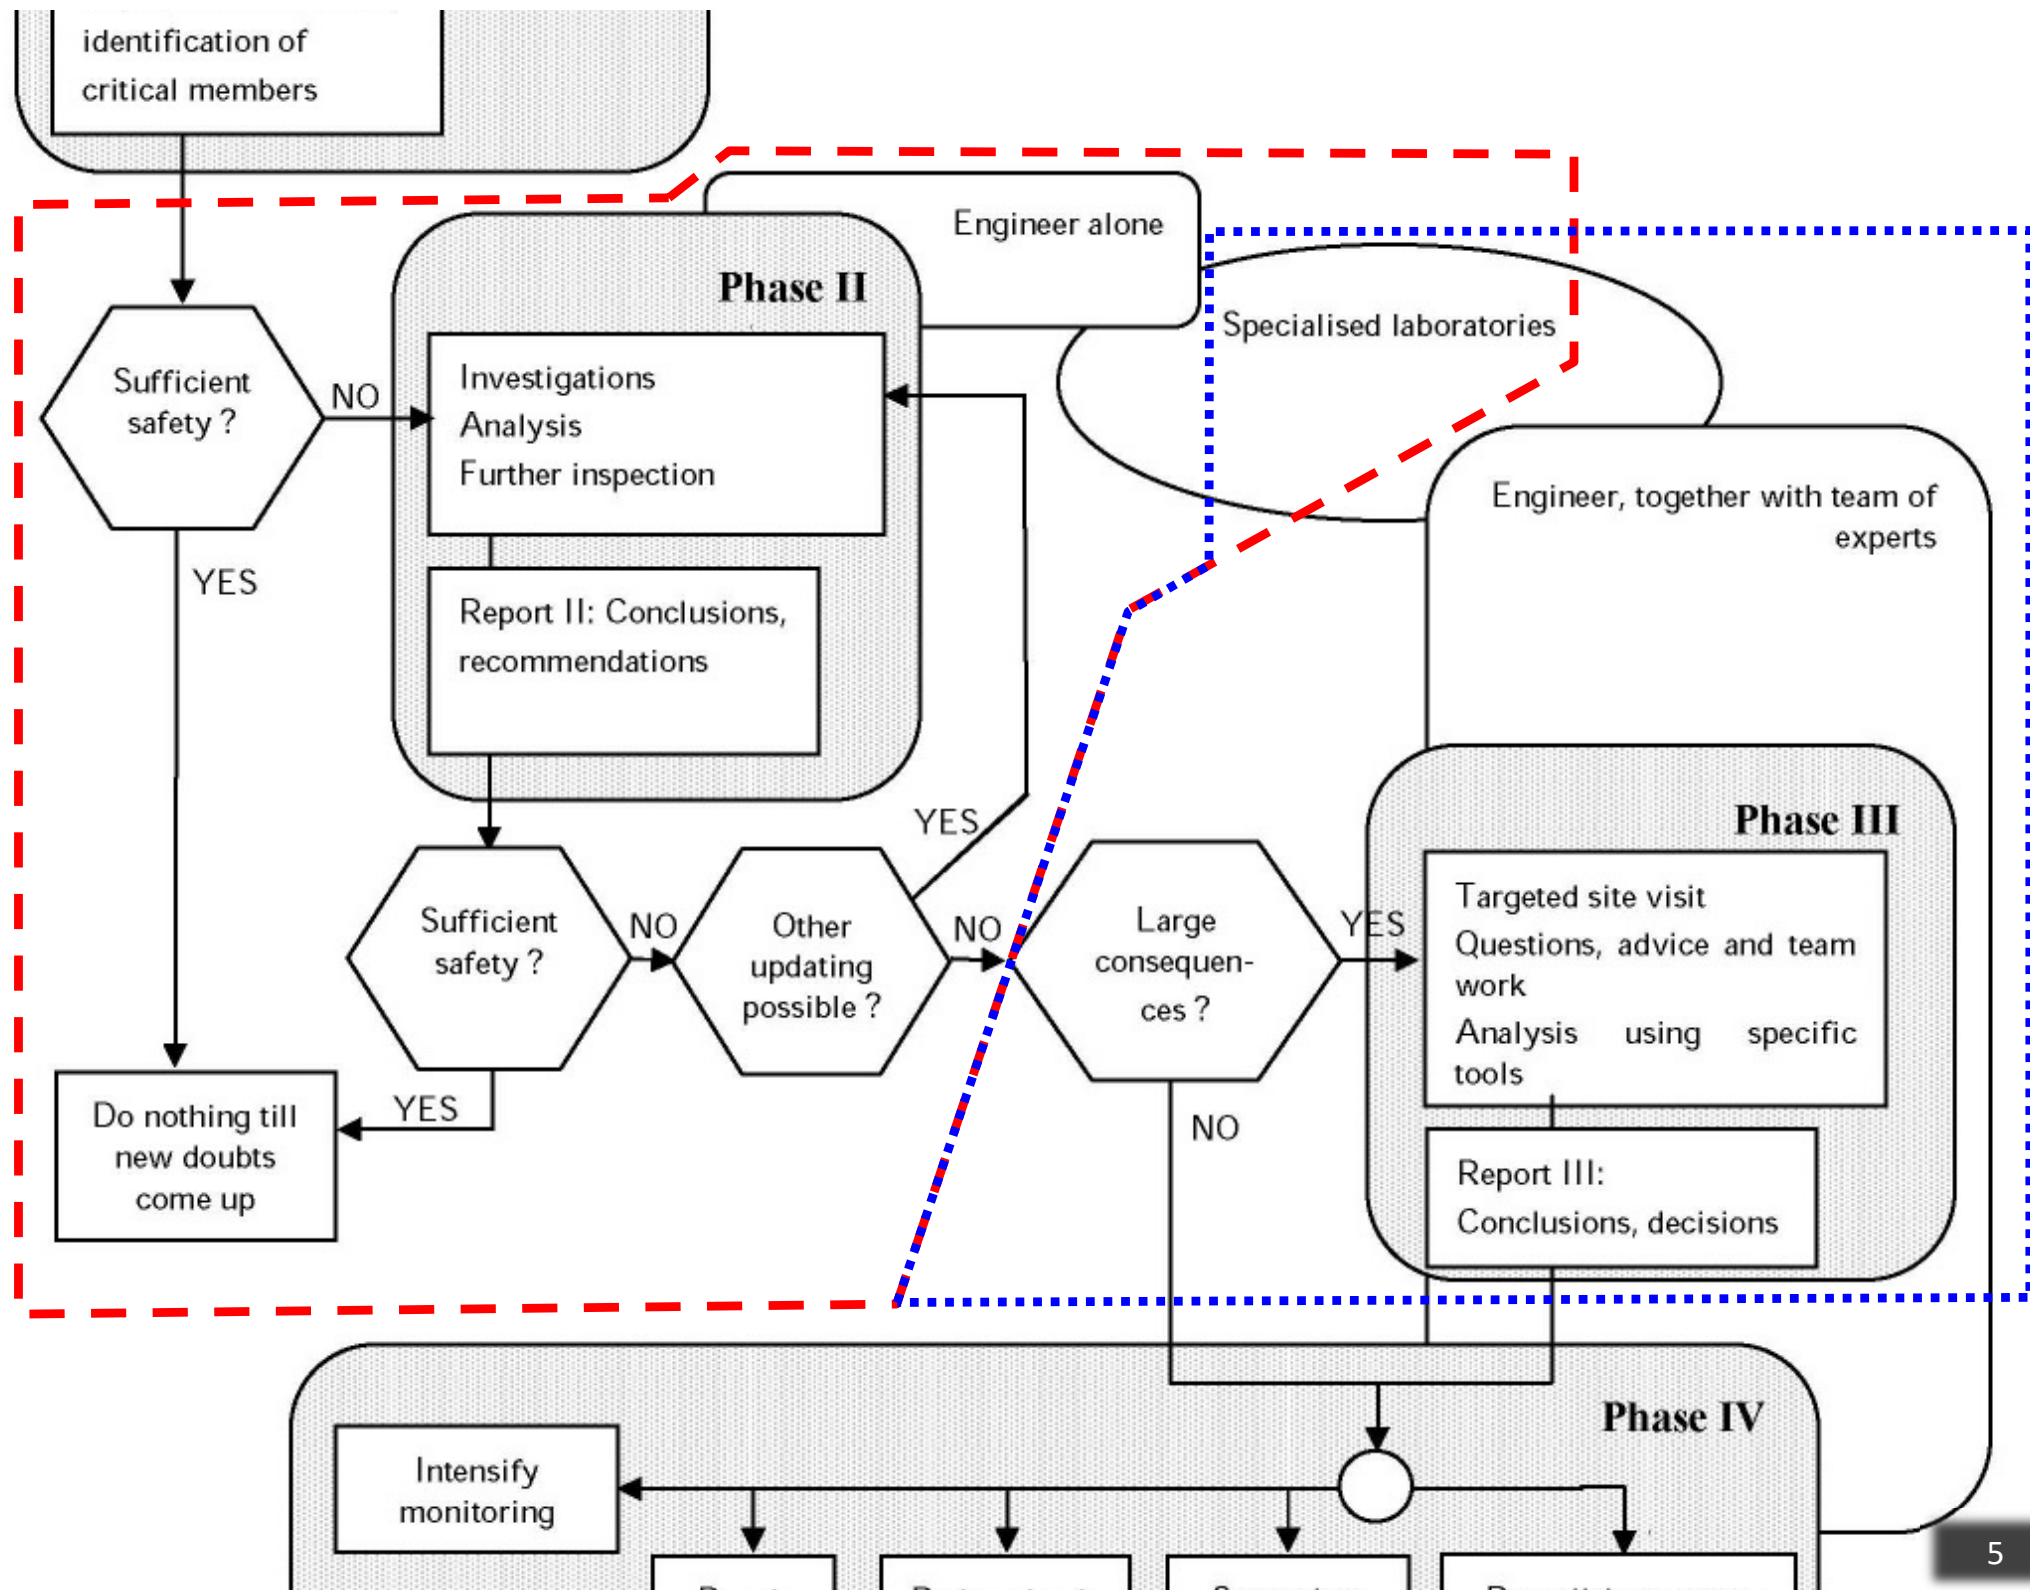 identification of
critical members
Engineer alone
Phase II
Specialised laboratories
Sufficient
safety ?
NO
Investigations
Analysis
Further inspection
Engineer, together with team of
experts
YES
Report II: Conclusions,
recommendations
YES
Phase III
Sufficient
safety ?
NO
Other
updating
possible ?
NO
Large
consequen-
ces ?
YES
Targeted site visit
Questions, advice and team
work
Analysis using specific
tools
Do nothing till
new doubts
come up
YES
NO
Report III:
Conclusions, decisions
Phase IV
Intensify
monitoring
5